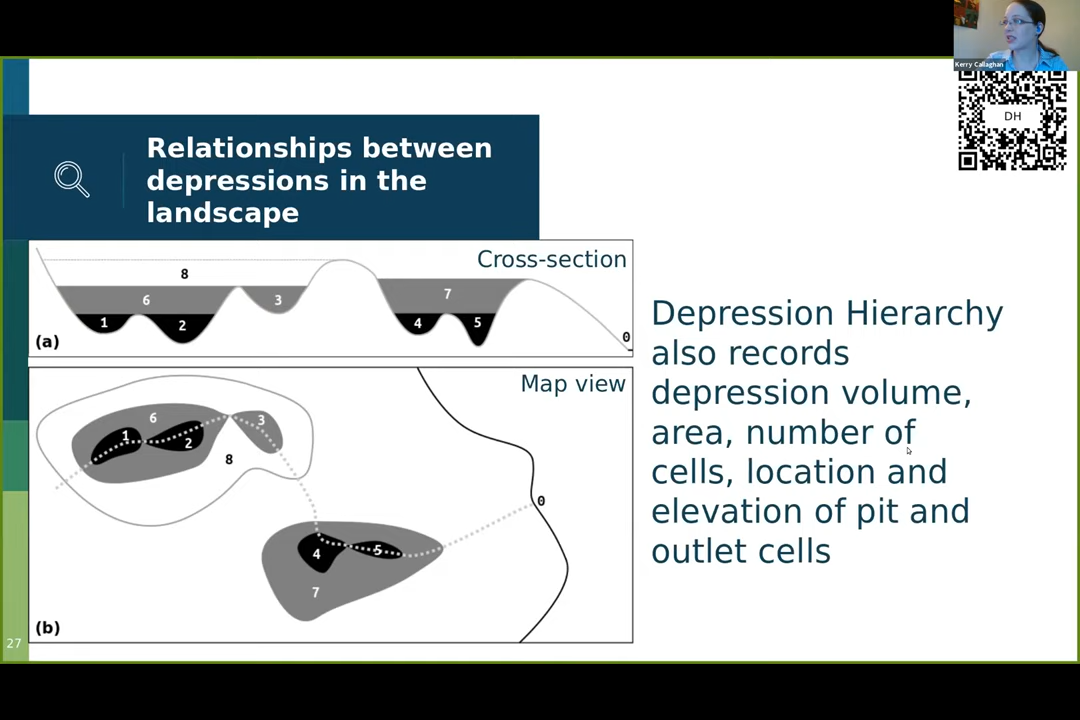 Kerry Callaghan
DH
Relationships between
depressions in the
landscape
Cross-section
8
6
3
7
1
2
4
5
0
(a)
Map view
6
1
2
3
8
0
4
5
7
(b)
Depression Hierarchy
also records
depression volume,
area, number of
cells, location and
elevation of pit and
outlet cells
27